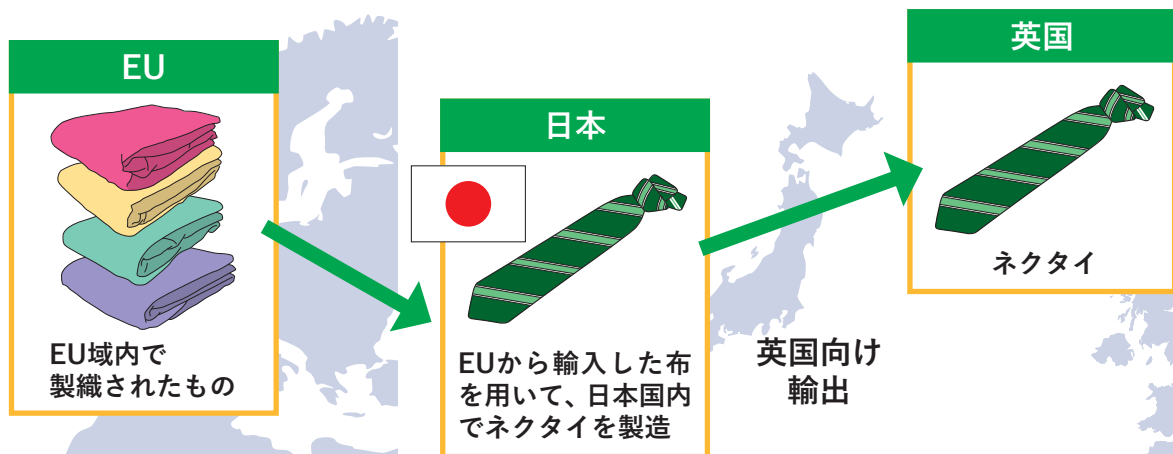 EU
EU域内で
製織されたもの
日本
EUから輸入した布
を用いて、日本国内
でネクタイを製造
英国向け
輸出
英国
ネクタイ